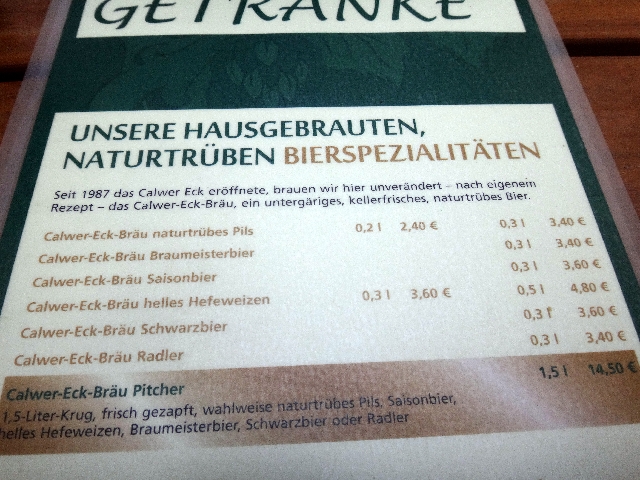 GETRÄNKE
UNSERE HAUSGEBRAUTEN,
NATURTRÜBEN BIERSPEZIALITÄTEN
Seit 1987 das Calwer Eck eröffnete, brauen wir hier unverändert – nach eigenem
Rezept – das Calwer-Eck-Bräu, ein untergäriges, kellerfrisches, naturtrübes Bier.
Calwer-Eck-Bräu naturtrübes Pils 0,2 l 2,40 € 0,3 l 3,40 €
Calwer-Eck-Bräu Braumeisterbier 0,3 l 3,40 €
Calwer-Eck-Bräu Saisonbier 0,3 l 3,60 €
Calwer-Eck-Bräu helles Hefeweizen 0,3 l 3,60 € 0,5 l 4,80 €
Calwer-Eck-Bräu Schwarzbier 0,3 l 3,60 €
Calwer-Eck-Bräu Radler 0,3 l 3,40 €
Calwer-Eck-Bräu Pitcher 1,5 l 14,50 €
1,5-Liter-Krug, frisch gezapft, wahlweise naturtrübes Pils, Saisonbier,
helles Hefeweizen, Braumeisterbier, Schwarzbier oder Radler